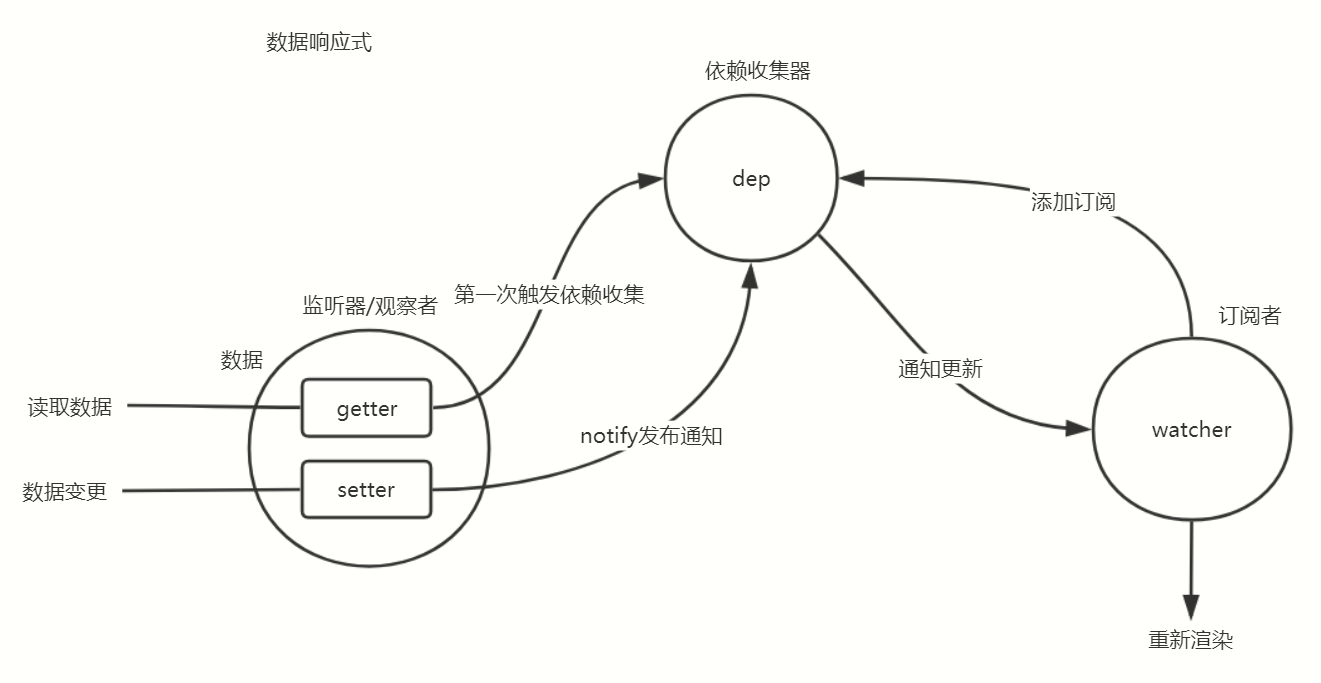 数据响应式
依赖收集器
dep
添加订阅
第一次触发依赖收集
监听器/观察者
订阅者
数据
通知更新
读取数据
getter
watcher
notify发布通知
数据变更
setter
重新渲染